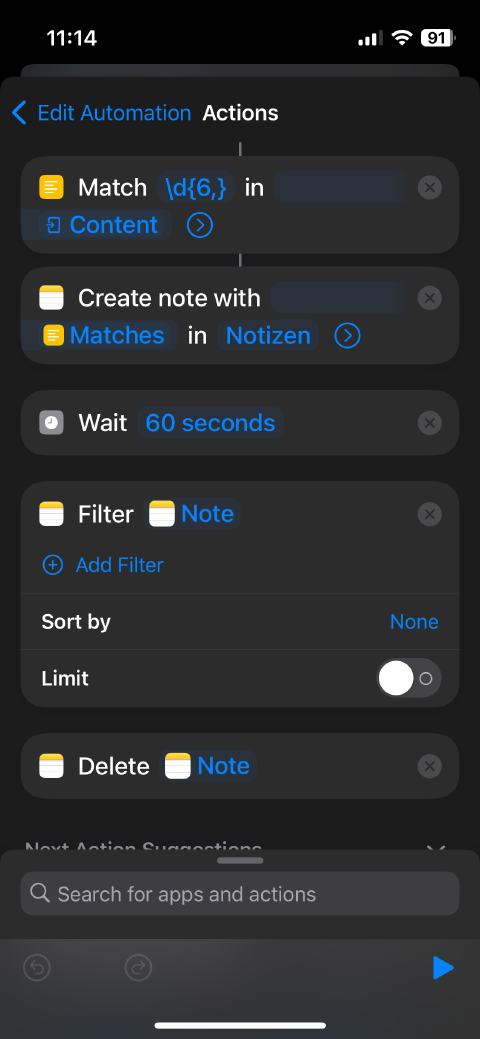 11:14
91
Edit Automation Actions
Match \d{6,} in
Content
Create note with
Matches in Notizen
Wait 60 seconds
Filter Note
Add Filter
Sort by None
Limit
Delete Note
Next Action Suggestions
Search for apps and actions